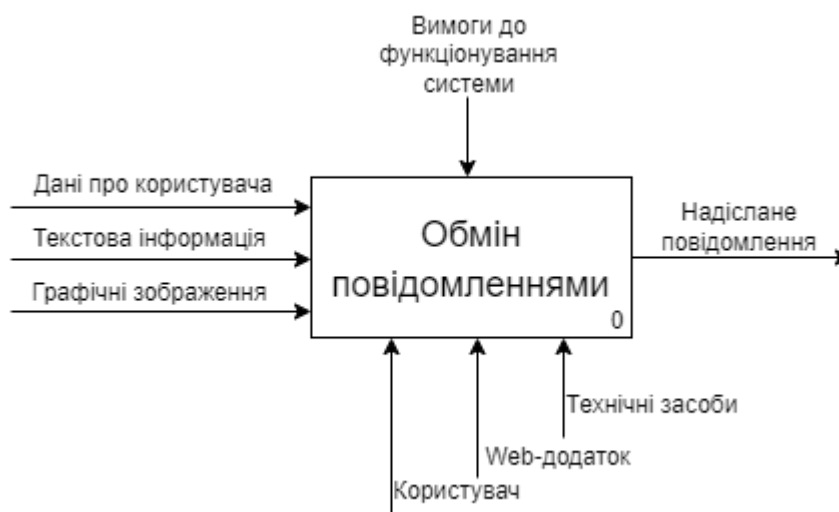 Вимоги до
функціонування
системи
Дані про користувача
Текстова інформація
Графічні зображення
Обмін
повідомленнями
0
Надіслане
повідомлення
Технічні засоби
Web-додаток
Користувач